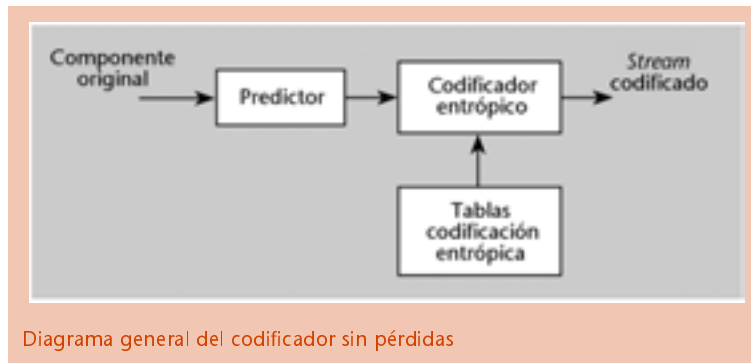 Componente
original
Predictor
Codificador
entrópico
Stream
codificado
Tablas
codificación
entrópica
Diagrama general del codificador sin pérdidas